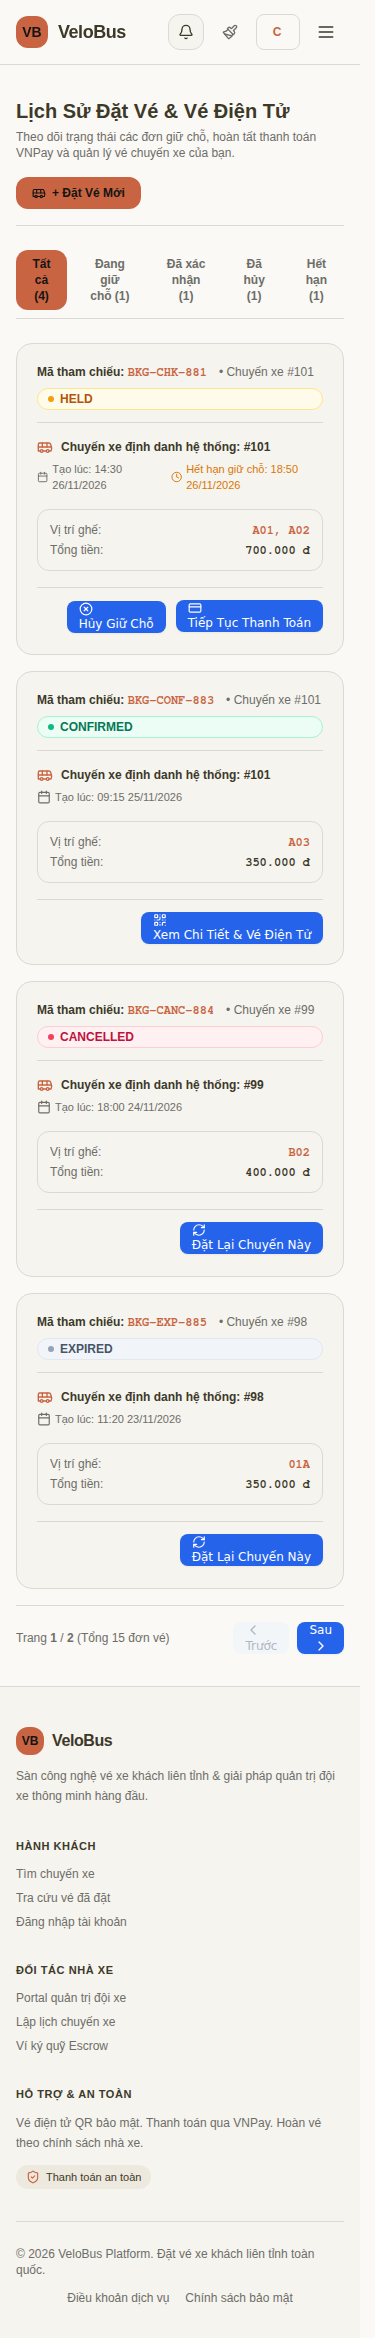 VB VeloBus C
Lịch Sử Đặt Vé & Vé Điện Tử
Theo dõi trạng thái các đơn giữ chỗ, hoàn tất thanh toán
VNPay và quản lý vé chuyến xe của bạn.
+ Đặt Vé Mới
Tất cả (4)
Đang giữ chỗ (1)
Đã xác nhận (1)
Đã hủy (1)
Hết hạn (1)
Mã tham chiếu: BKG-CHK-881 • Chuyến xe #101
HELD
Chuyến xe định danh hệ thống: #101
Tạo lúc: 14:30 26/11/2026
Hết hạn giữ chỗ: 18:50 26/11/2026
Vị trí ghế: A01, A02
Tổng tiền: 700.000 đ
Hủy Giữ Chỗ
Tiếp Tục Thanh Toán
Mã tham chiếu: BKG-CONF-883 • Chuyến xe #101
CONFIRMED
Chuyến xe định danh hệ thống: #101
Tạo lúc: 09:15 25/11/2026
Vị trí ghế: A03
Tổng tiền: 350.000 đ
Xem Chi Tiết & Vé Điện Tử
Mã tham chiếu: BKG-CANC-884 • Chuyến xe #99
CANCELLED
Chuyến xe định danh hệ thống: #99
Tạo lúc: 18:00 24/11/2026
Vị trí ghế: B02
Tổng tiền: 400.000 đ
Đặt Lại Chuyến Này
Mã tham chiếu: BKG-EXP-885 • Chuyến xe #98
EXPIRED
Chuyến xe định danh hệ thống: #98
Tạo lúc: 11:20 23/11/2026
Vị trí ghế: 01A
Tổng tiền: 350.000 đ
Đặt Lại Chuyến Này
Trang 1 / 2 (Tổng 15 đơn vé)
Trước
Sau
VB VeloBus
Sàn công nghệ vé xe khách liên tỉnh & giải pháp quản trị đội
xe thông minh hàng đầu.
HÀNH KHÁCH
Tìm chuyến xe
Tra cứu vé đã đặt
Đăng nhập tài khoản
ĐỐI TÁC NHÀ XE
Portal quản trị đội xe
Lập lịch chuyến xe
Ví ký quỹ Escrow
HỖ TRỢ & AN TOÀN
Vé điện tử QR bảo mật. Thanh toán qua VNPay. Hoàn vé
theo chính sách nhà xe.
Thanh toán an toàn
© 2026 VeloBus Platform. Đặt vé xe khách liên tỉnh toàn
quốc.
Điều khoản dịch vụ Chính sách bảo mật